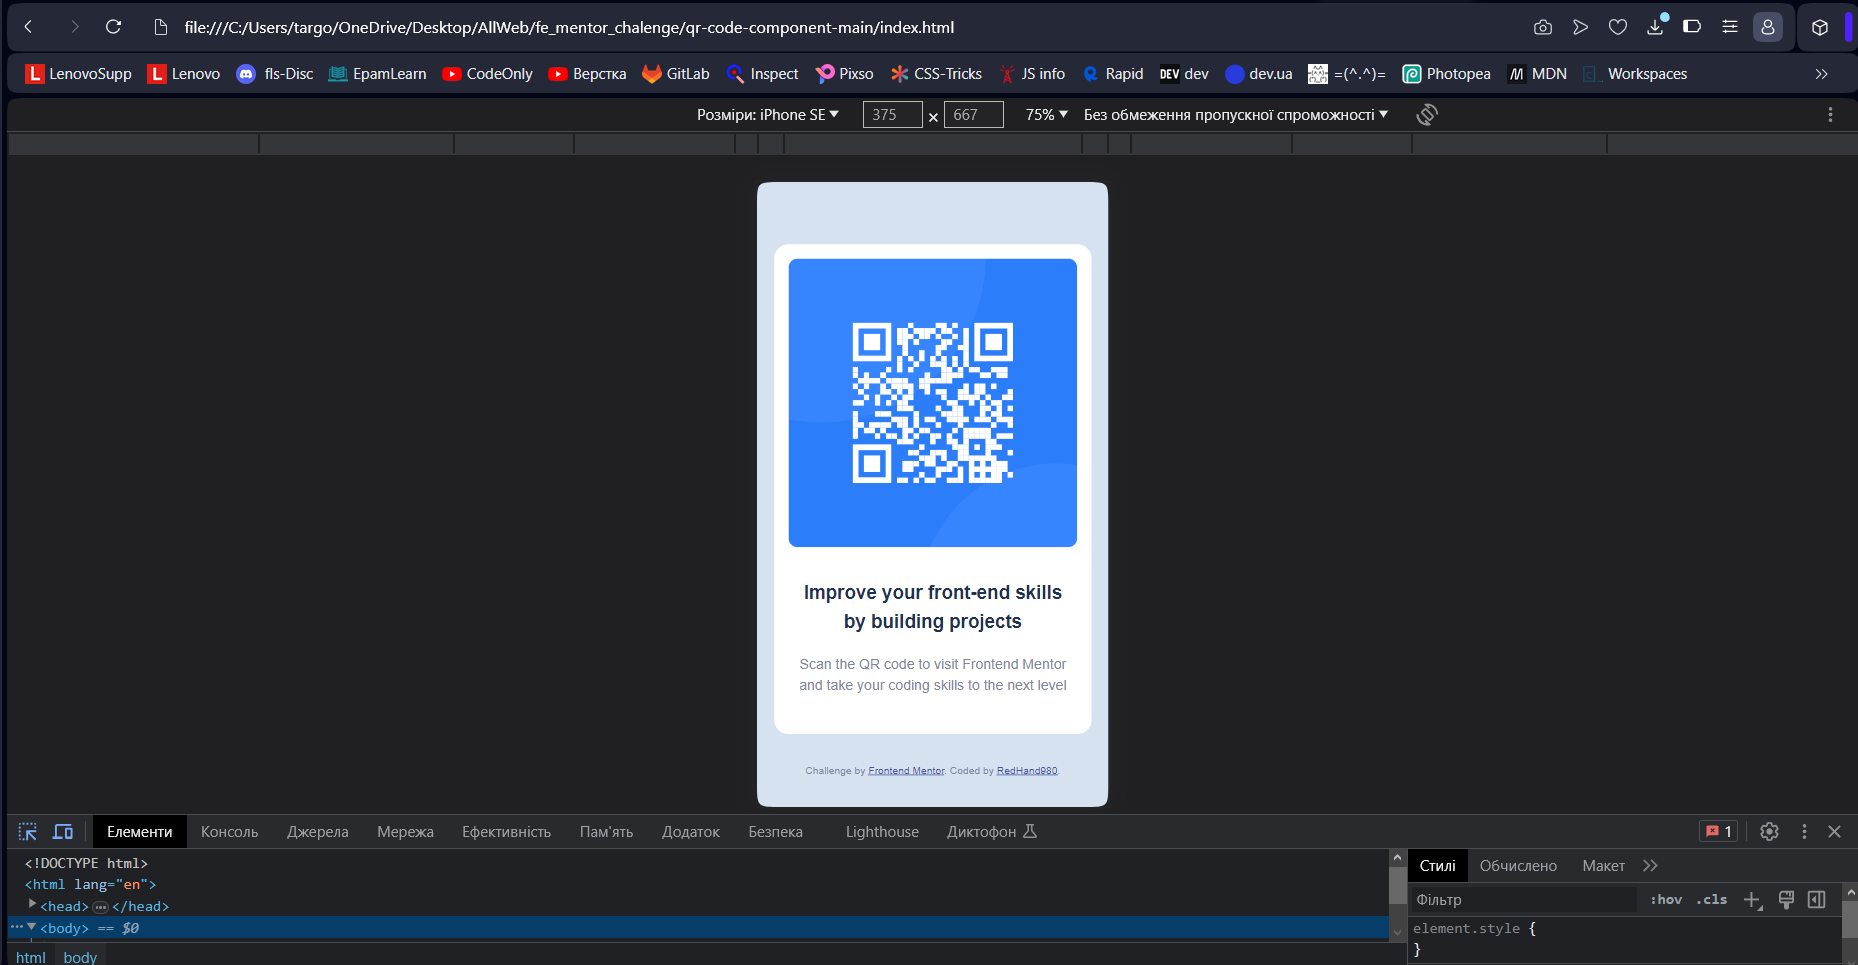 file:///C:/Users/targo/OneDrive/Desktop/AllWeb/fe_mentor_chalenge/qr-code-component-main/index.html
LenovoSupp Lenovo fls-Disc EpamLearn CodeOnly Верстка GitLab Inspect Pixso CSS-Tricks JS info Rapid DEV dev dev.ua =(^.^)= Photopea MDN Workspaces
Розміри: iPhone SE 375 × 667 75% Без обмеження пропускної спроможності
Improve your front-end skills
by building projects
Scan the QR code to visit Frontend Mentor
and take your coding skills to the next level
Challenge by Frontend Mentor. Coded by RedHand980.
Елементи Консоль Джерела Мережа Ефективність Пам'ять Додаток Безпека Lighthouse Диктофон 1
<!DOCTYPE html>
<html lang="en">
<head> ••• </head>
<body> == $0
html body
Стилі Обчислено Макет
Фільтр :hov .cls
element.style {
}